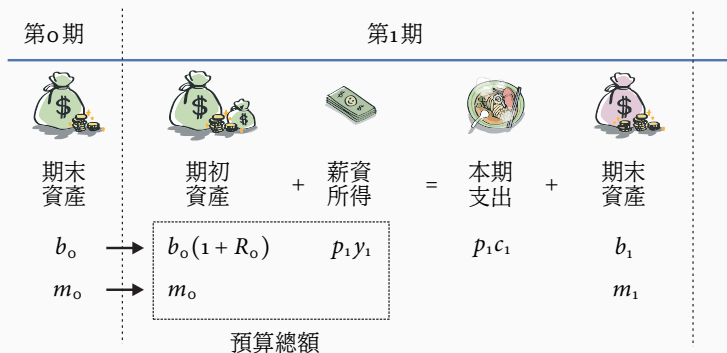 第0期 第1期
期末 期初 薪資 本期 期末
資產 資產 + 所得 = 支出 + 資產
b₀ b₀(1 + R₀) p₁y₁ p₁c₁ b₁
m₀ m₀ m₁
預算總額